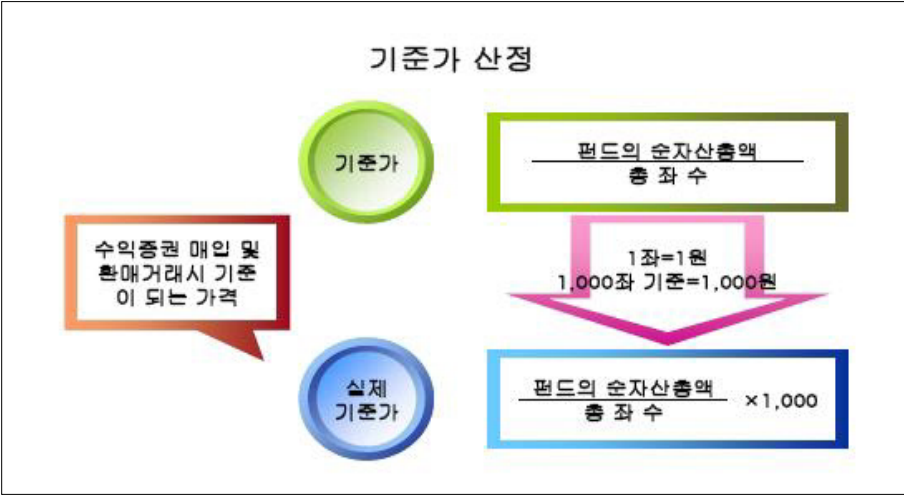 기준가 산정
기준가
펀드의 순자산총액
총 좌 수
수익증권 매입 및
환매거래시 기준
이 되는 가격
1좌=1원
1,000좌 기준=1,000원
실제
기준가
펀드의 순자산총액
총 좌 수
×1,000